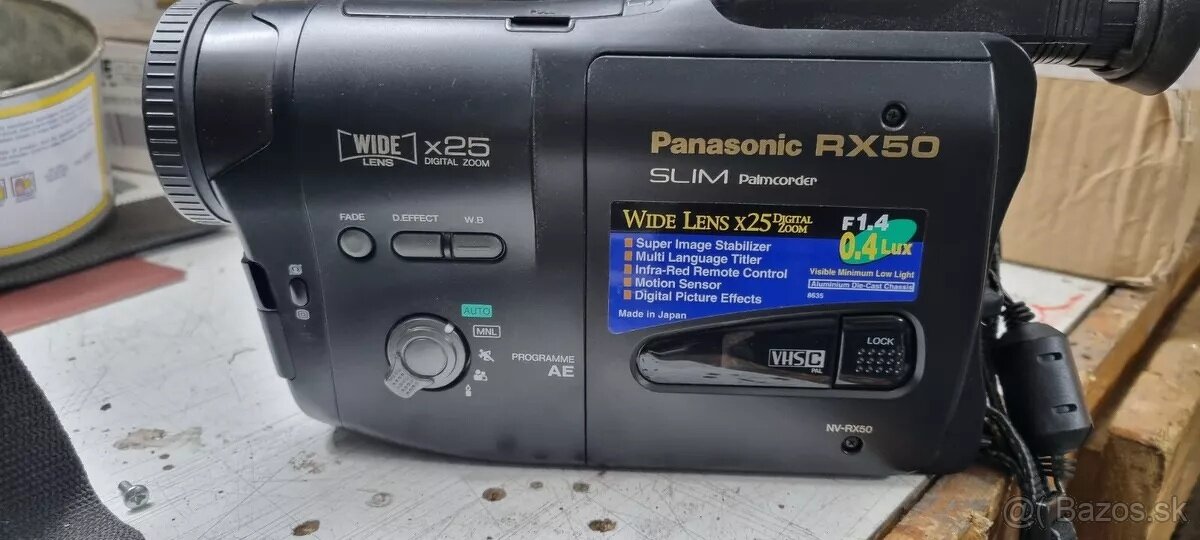 WIDE
LENS
x25
DIGITAL ZOOM
FADE
D.EFFECT
W.B
AUTO
MNL
PROGRAMME
AE
Panasonic RX50
SLIM Palmcorder
WIDE LENS X25 DIGITAL ZOOM
F1.4
0.4 Lux
Super Image Stabilizer
Multi Language Titler
Infra-Red Remote Control
Motion Sensor
Digital Picture Effects
Visible Minimum Low Light
Aluminium Die-Cast Chassis
8635
Made in Japan
VHS C
PAL
LOCK
NV-RX50
@Bazos.sk